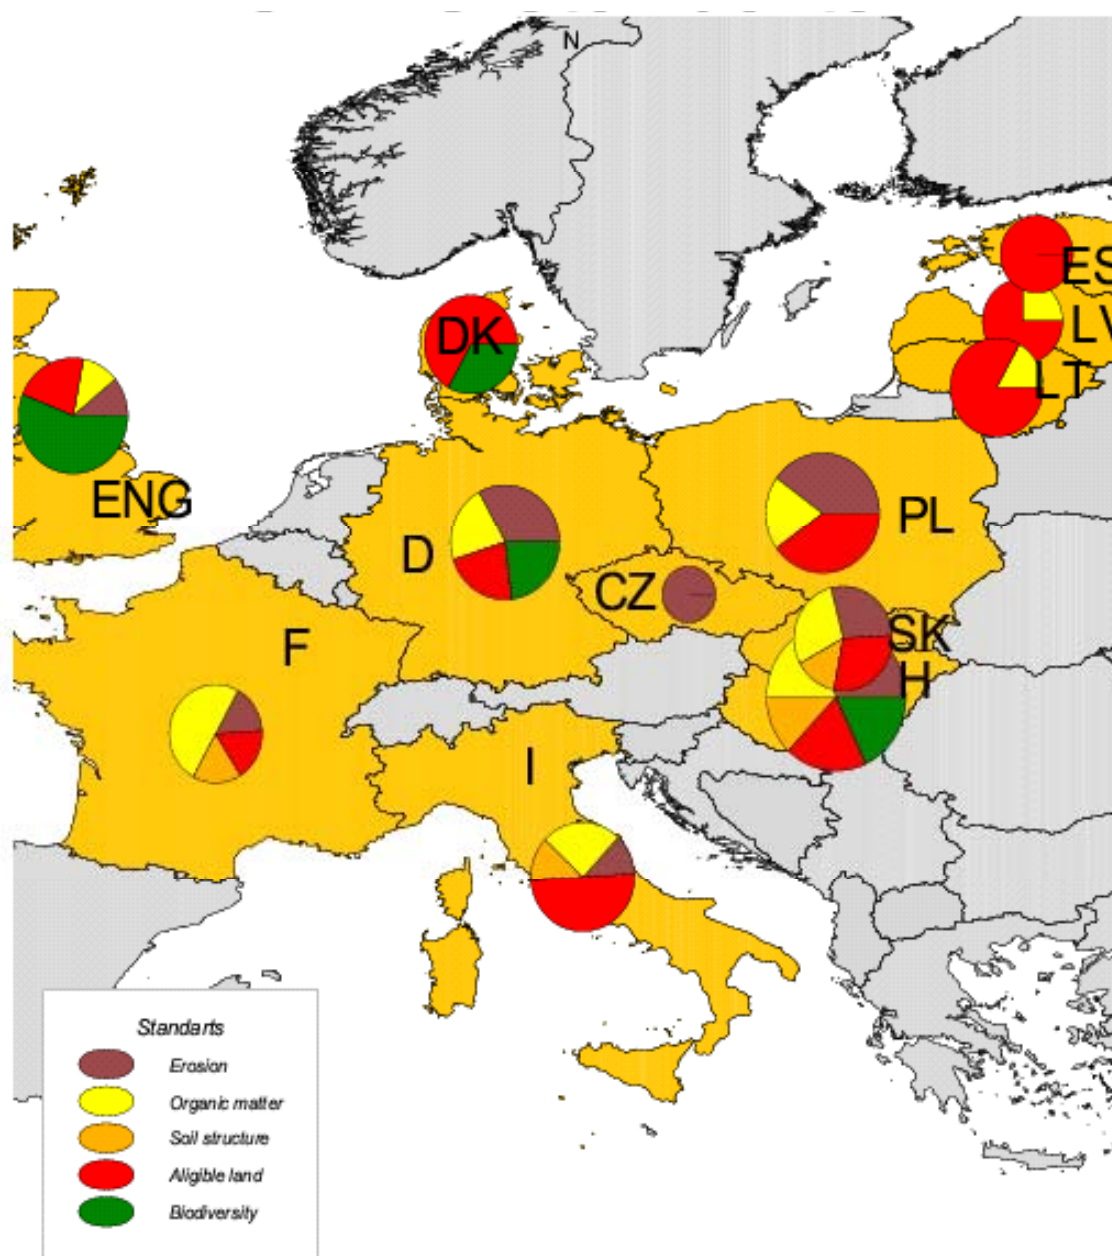 N
ES
DK
LV
LT
ENG
PL
D
CZ
SK
F
H
I
Standarts
Erosion
Organic matter
Soil structure
Aligible land
Biodiversity